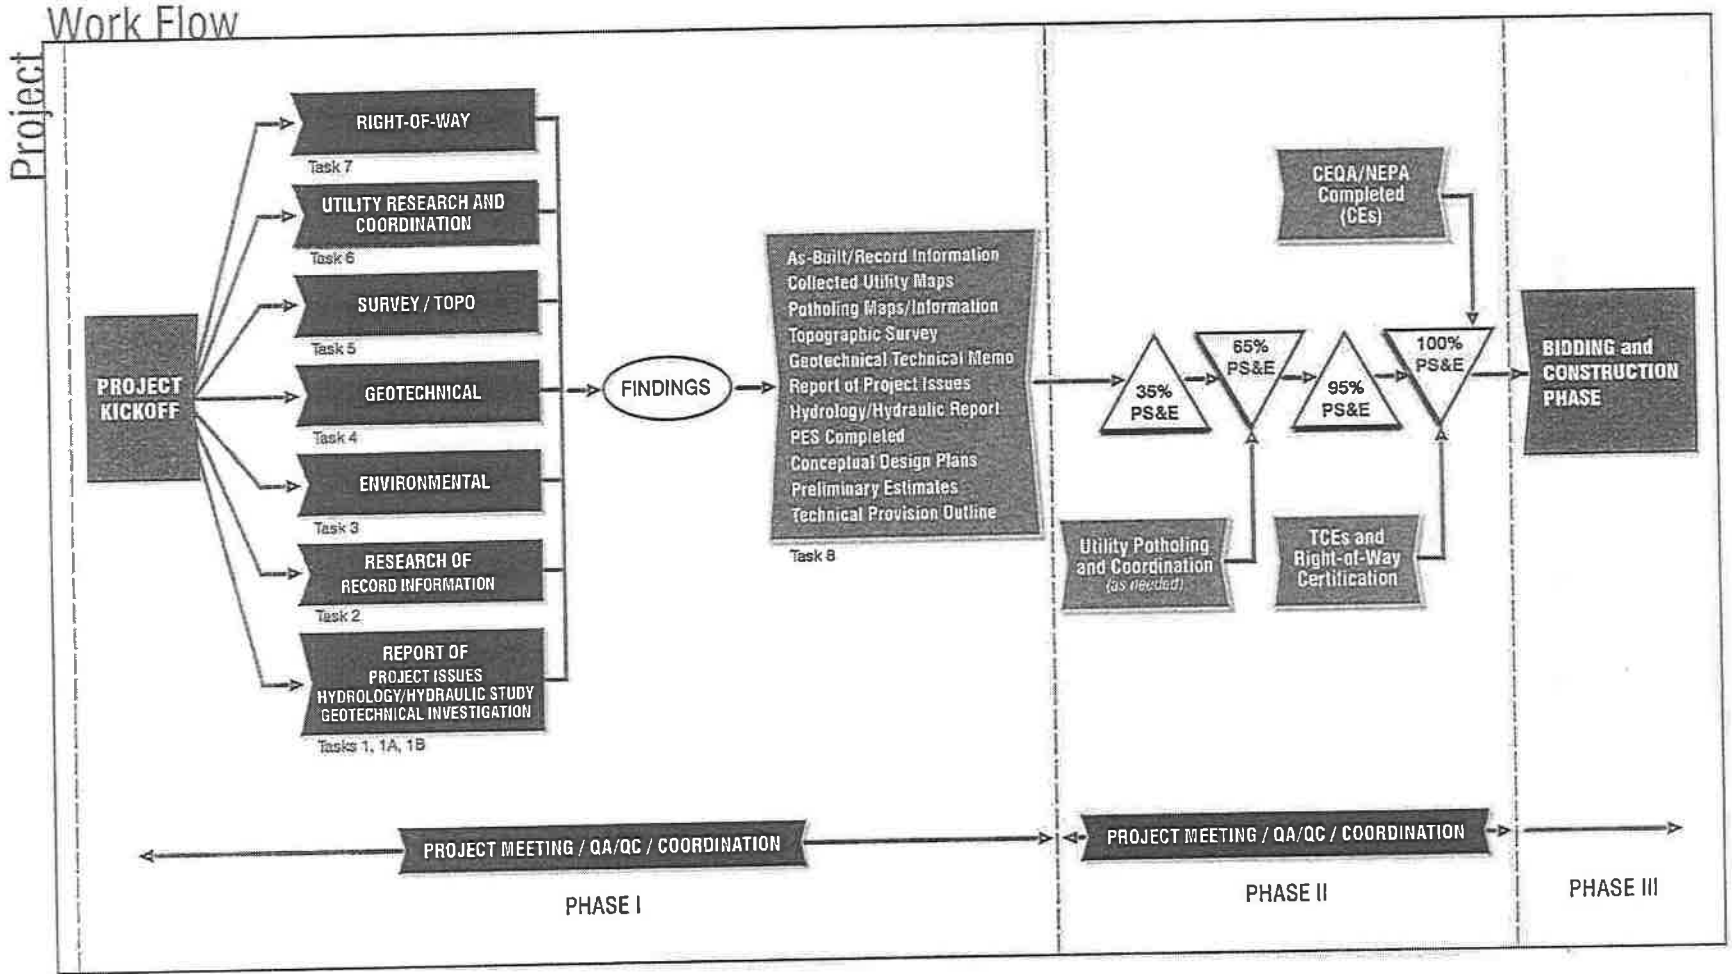 Work Flow
Project
RIGHT-OF-WAY
Task 7
UTILITY RESEARCH AND
COORDINATION
Task 6
SURVEY / TOPO
Task 5
GEOTECHNICAL
Task 4
ENVIRONMENTAL
Task 3
RESEARCH OF
RECORD INFORMATION
Task 2
REPORT OF
PROJECT ISSUES
HYDROLOGY/HYDRAULIC STUDY
GEOTECHNICAL INVESTIGATION
Tasks 1, 1A, 1B
PROJECT
KICKOFF
FINDINGS
As-Built/Record Information
Collected Utility Maps
Potholing Maps/Information
Topographic Survey
Geotechnical Technical Memo
Report of Project Issues
Hydrology/Hydraulic Report
PES Completed
Conceptual Design Plans
Preliminary Estimates
Technical Provision Outline
Task 8
CEQA/NEPA
Completed
(CEs)
35%
PS&E
65%
PS&E
95%
PS&E
100%
PS&E
Utility Potholing
and Coordination
(as needed)
TCEs and
Right-of-Way
Certification
BIDDING and
CONSTRUCTION
PHASE
PROJECT MEETING / QA/QC / COORDINATION
PHASE I
PROJECT MEETING / QA/QC / COORDINATION
PHASE II
PHASE III